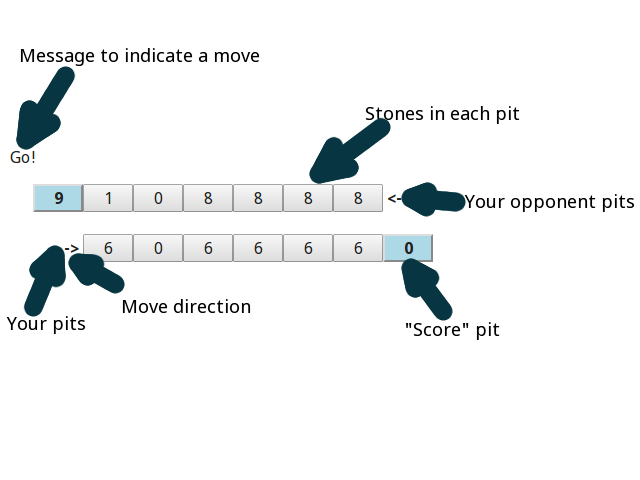 Message to indicate a move
Stones in each pit
Go!
9 1 0 8 8 8 8 <-
Your opponent pits
-> 6 0 6 6 6 6 0
Move direction
Your pits
"Score" pit